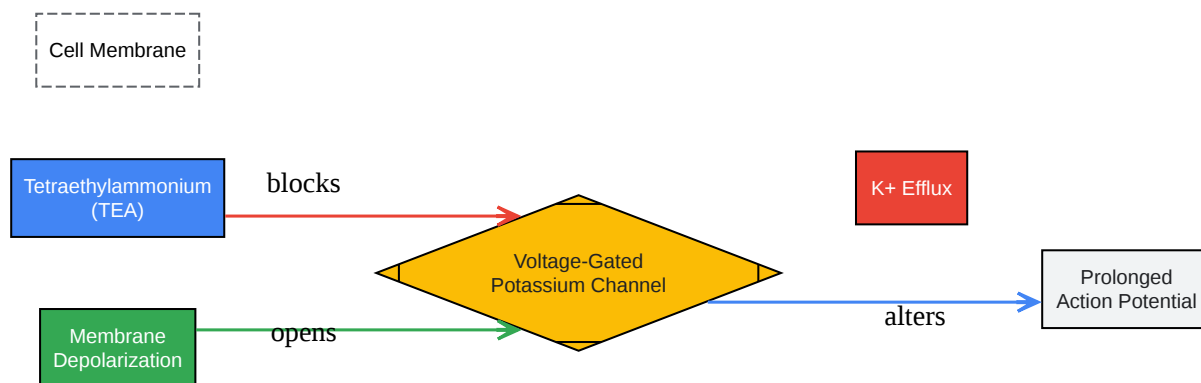 Cell Membrane
Tetraethylammonium
(TEA)
blocks
K+ Efflux
Voltage-Gated
Potassium Channel
Prolonged
Action Potential
alters
Membrane
Depolarization
opens